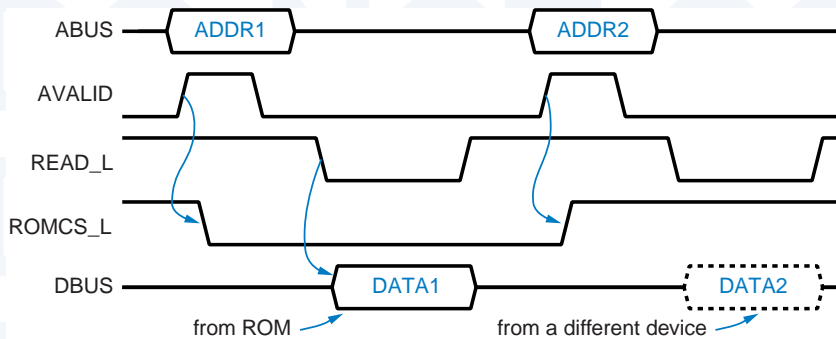 ABUS ADDR1 ADDR2
AVALID
READ_L
ROMCS_L
DBUS DATA1 DATA2
from ROM from a different device